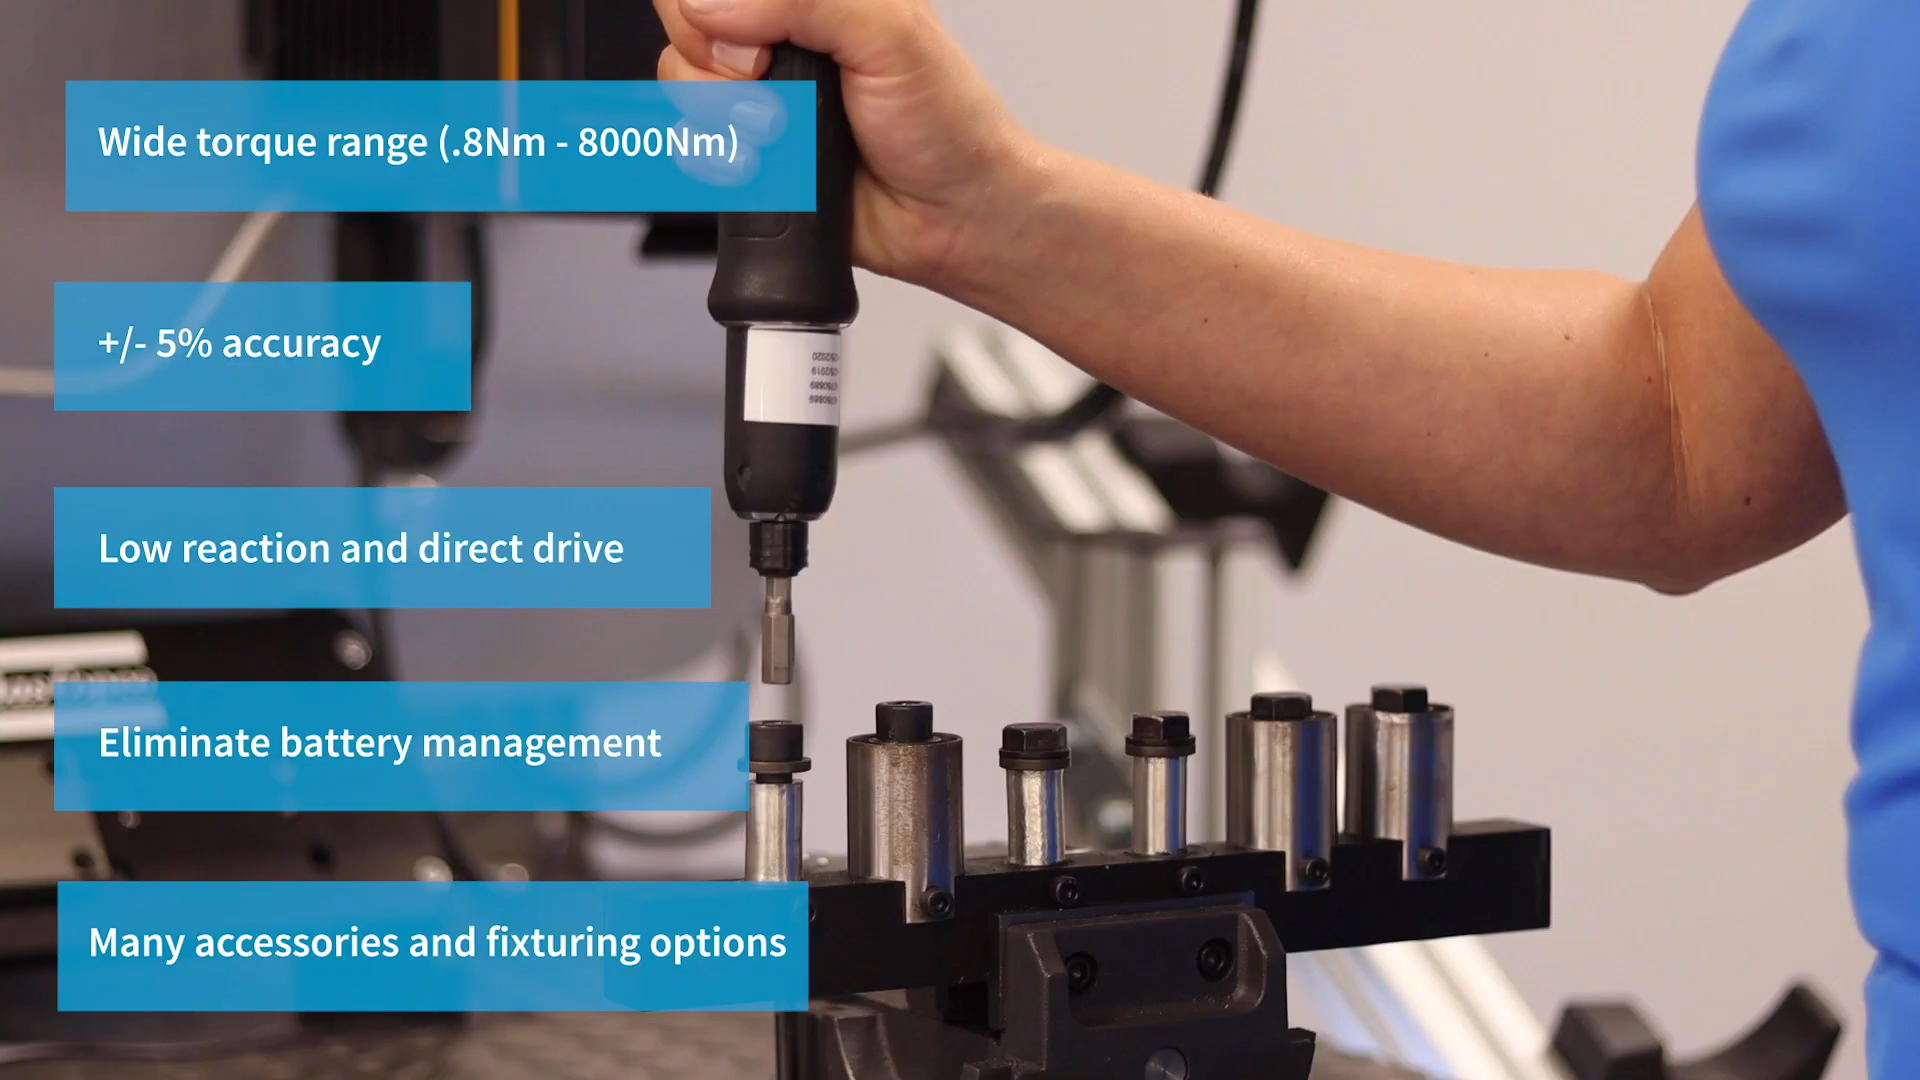 Wide torque range (.8Nm - 8000Nm)
+/- 5% accuracy
Low reaction and direct drive
Eliminate battery management
Many accessories and fixturing options